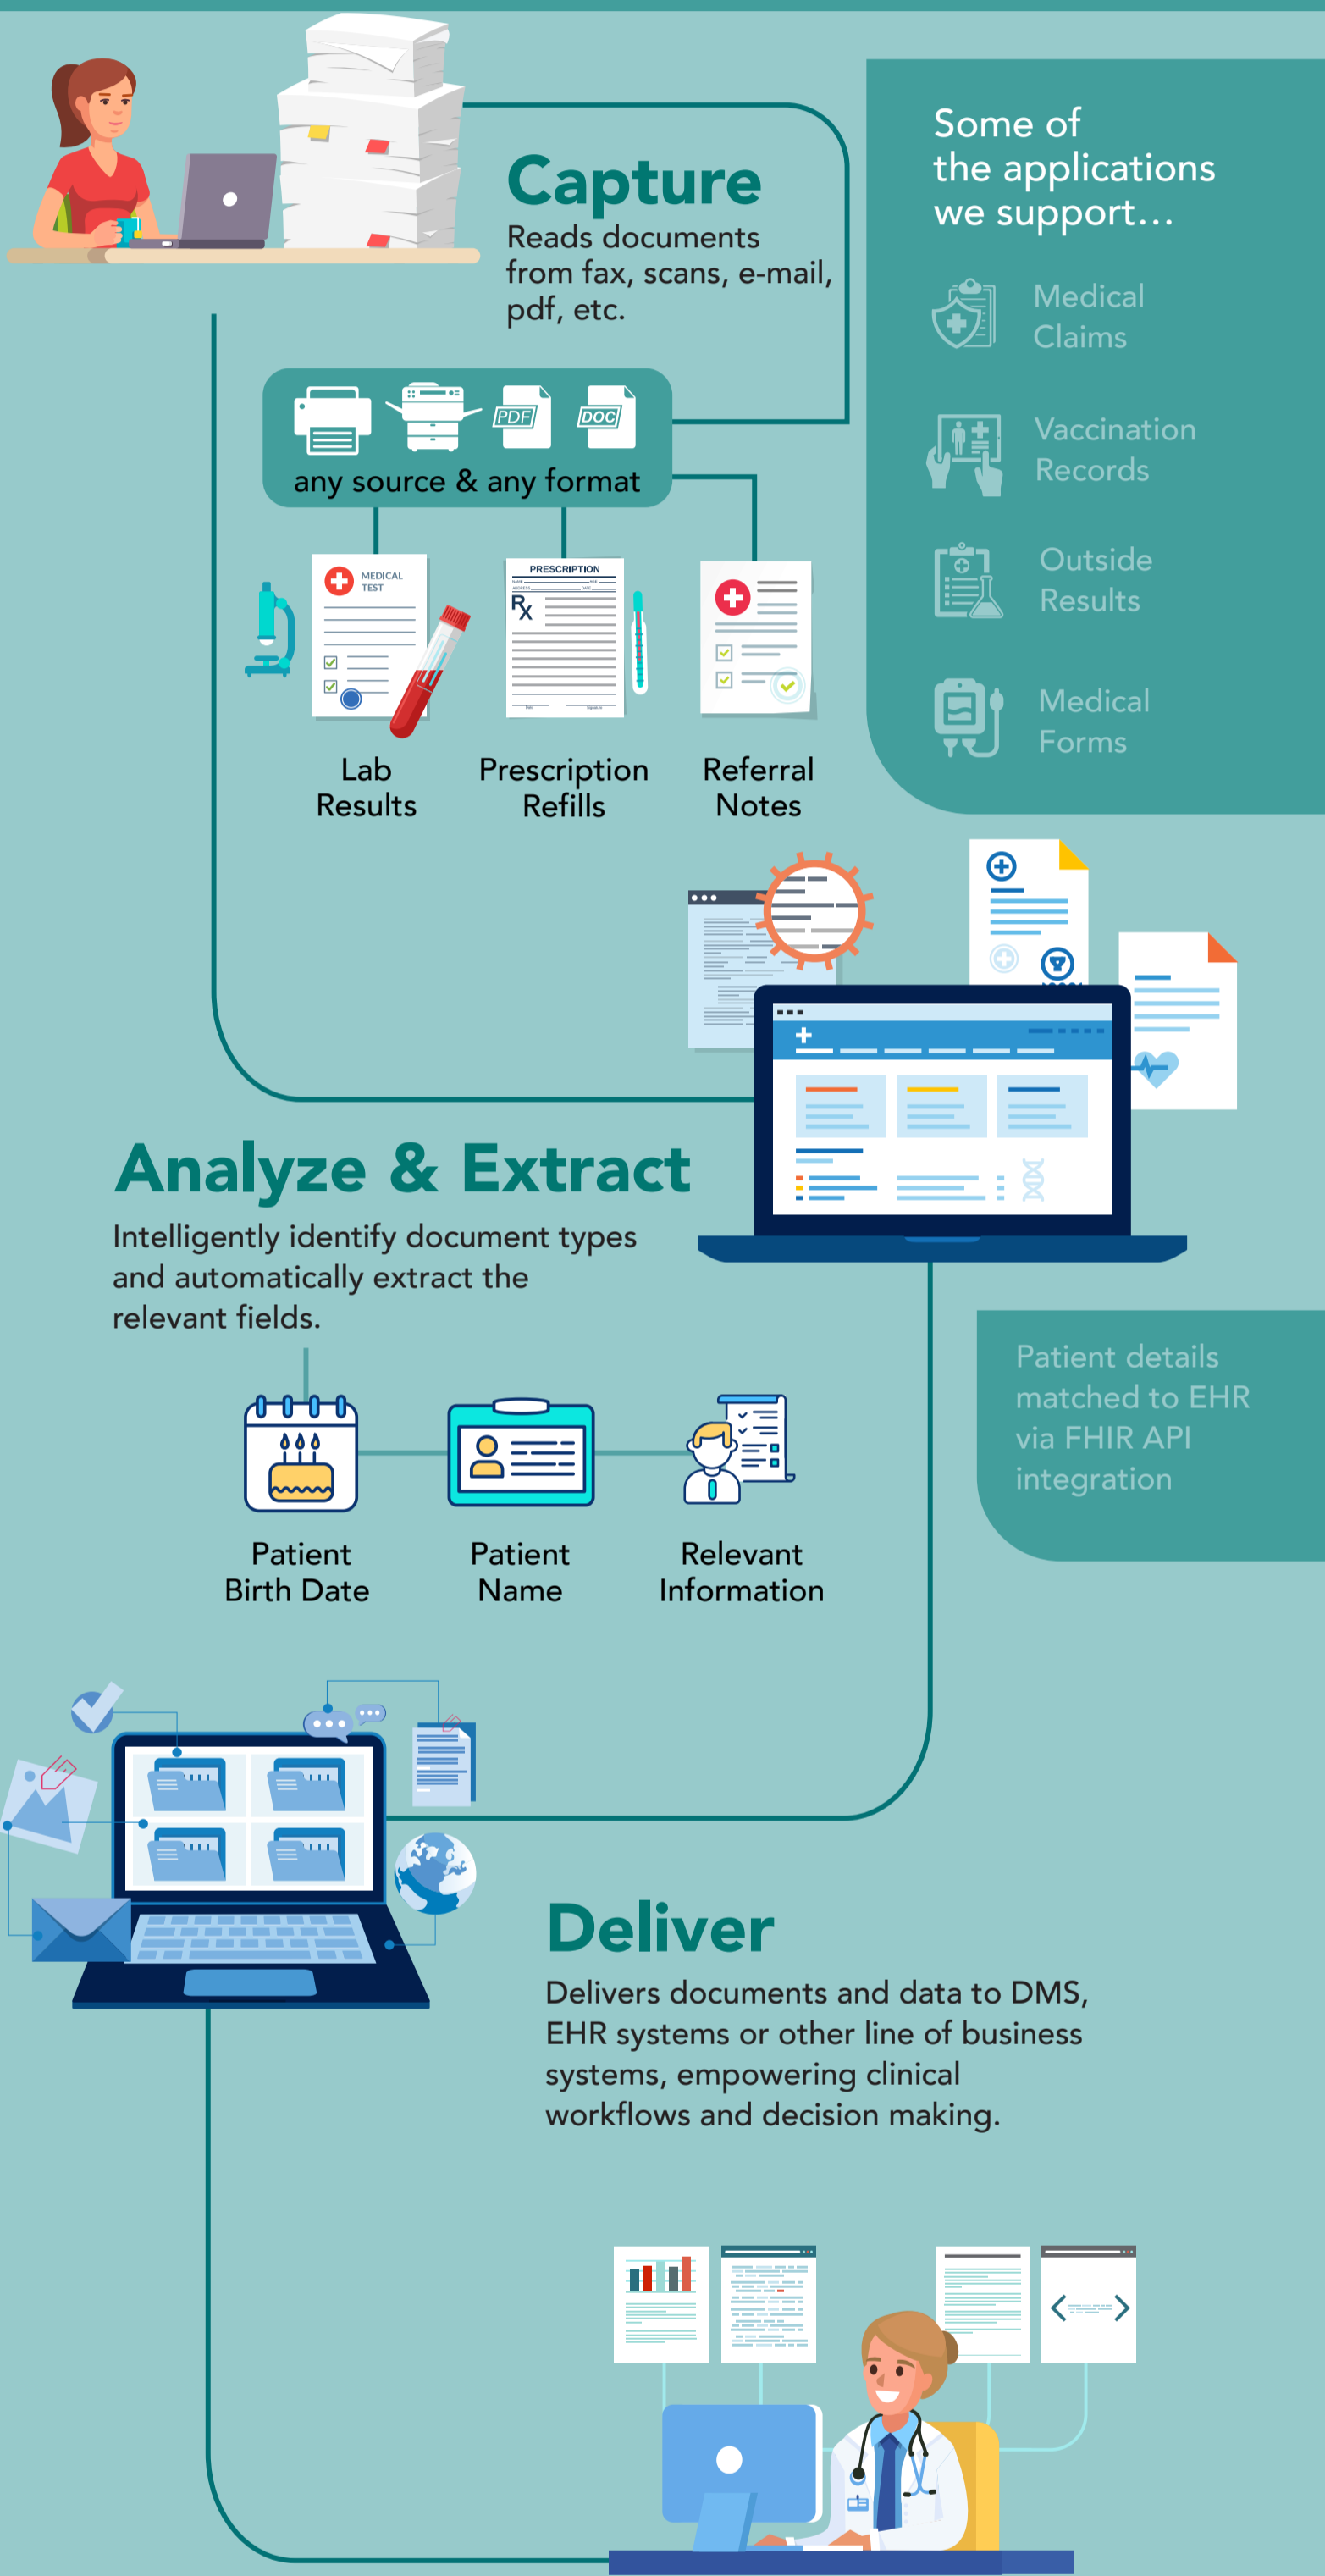 Capture
Reads documents
from fax, scans, e-mail,
pdf, etc.
Some of
the applications
we support...
Medical
Claims
Vaccination
Records
Outside
Results
Medical
Forms
PDF
DOC
any source & any format
MEDICAL
TEST
PRESCRIPTION
Rx
Lab
Results
Prescription
Refills
Referral
Notes
Analyze & Extract
Intelligently identify document types
and automatically extract the
relevant fields.
Patient details
matched to EHR
via FHIR API
integration
Patient
Birth Date
Patient
Name
Relevant
Information
Deliver
Delivers documents and data to DMS,
EHR systems or other line of business
systems, empowering clinical
workflows and decision making.